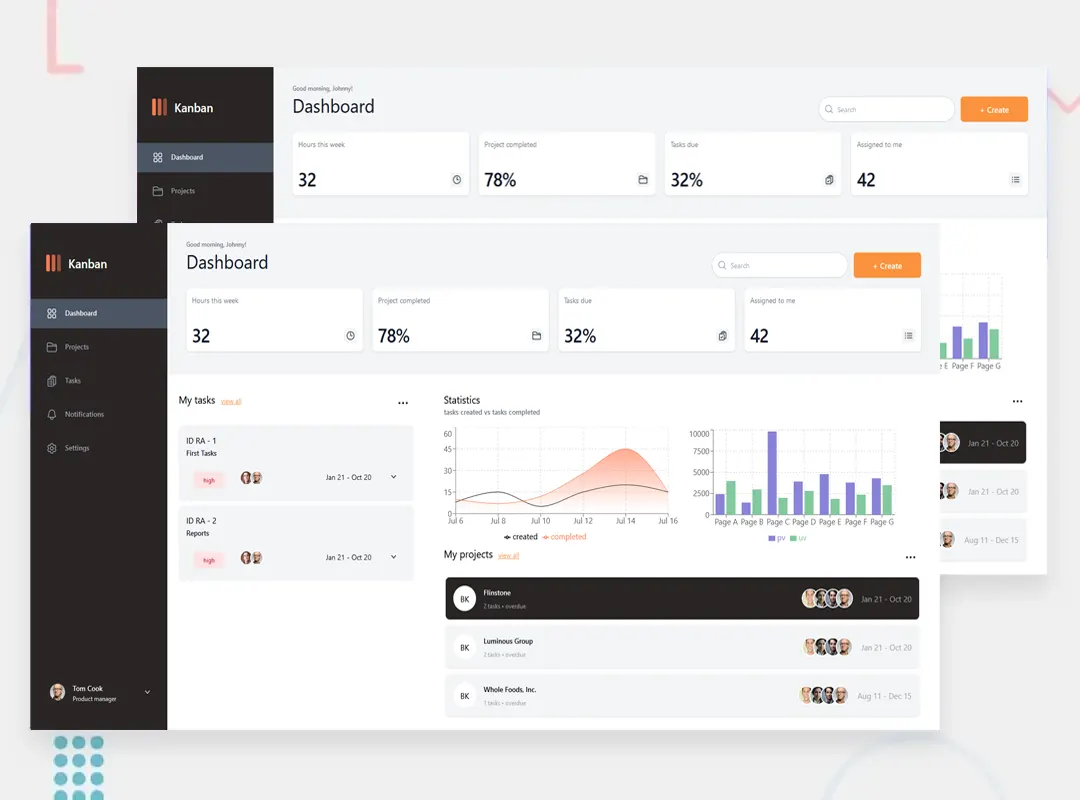 Kanban
Good morning, Johnny!
Dashboard
Search
+ Create
Dashboard
Projects
Hours this week
Project completed
Tasks due
Assigned to me
32
78%
32%
42
Page F Page G
Jan 21 - Oct 20
Jan 21 - Oct 20
Aug 11 - Dec 15
Kanban
Dashboard
Projects
Tasks
Notifications
Settings
Tom Cook
Product manager
Good morning, Johnny!
Dashboard
Search
+ Create
Hours this week
Project completed
Tasks due
Assigned to me
32
78%
32%
42
My tasks view all
ID RA - 1
First Tasks
high
Jan 21 - Oct 20
ID RA - 2
Reports
high
Jan 21 - Oct 20
Statistics
tasks created vs tasks completed
60
45
30
15
0
Jul 6 Jul 8 Jul 10 Jul 12 Jul 14 Jul 16
created completed
10000
7500
5000
2500
0
Page A Page B Page C Page D Page E Page F Page G
pv uv
My projects view all
BK
Flinstone
2 tasks • overdue
Jan 21 - Oct 20
BK
Luminous Group
2 tasks • overdue
Jan 21 - Oct 20
BK
Whole Foods, Inc.
1 tasks • overdue
Aug 11 - Dec 15